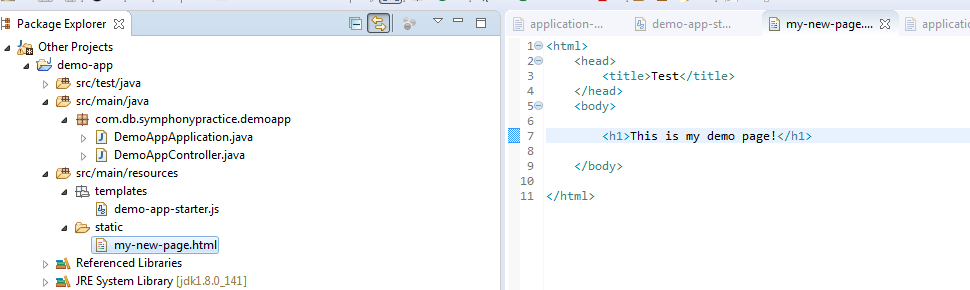 Package Explorer
Other Projects
demo-app
src/test/java
src/main/java
com.db.symphonypractice.demoapp
DemoAppApplication.java
DemoAppController.java
src/main/resources
templates
demo-app-starter.js
static
my-new-page.html
Referenced Libraries
JRE System Library [jdk1.8.0_141]
application-...
demo-app-st...
my-new-page....
application
1 <html>
2 <head>
3 <title>Test</title>
4 </head>
5 <body>
6
7 <h1>This is my demo page!</h1>
8
9 </body>
10
11 </html>